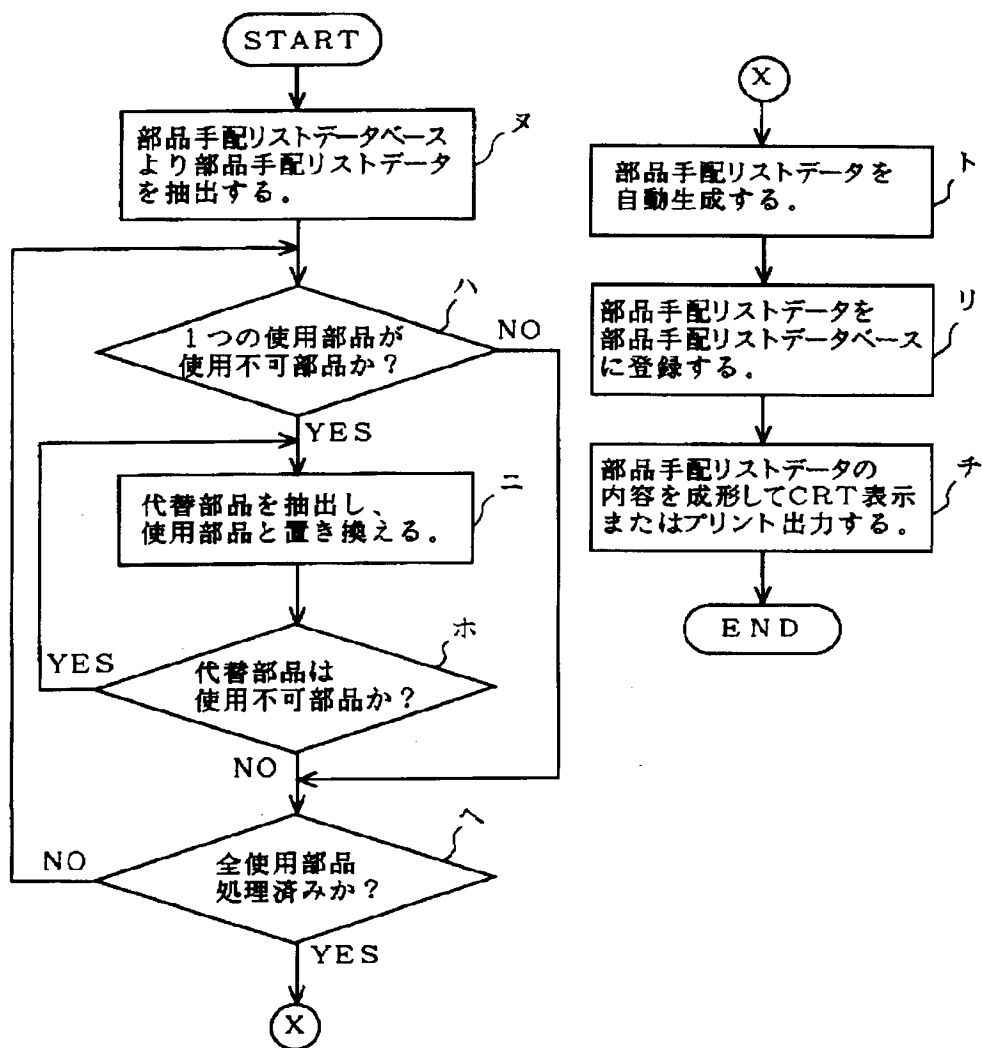 START
部品手配リストデータベース
より部品手配リストデータ
を抽出する。
ヌ
1つの使用部品が
使用不可部品か?
ハ
NO
YES
代替部品を抽出し、
使用部品と置き換える。
ニ
代替部品は
使用不可部品か?
ホ
YES
NO
全使用部品
処理済みか?
ヘ
NO
YES
X
X
部品手配リストデータを
自動生成する。
ト
部品手配リストデータを
部品手配リストデータベース
に登録する。
リ
部品手配リストデータの
内容を成形してCRT表示
またはプリント出力する。
チ
END